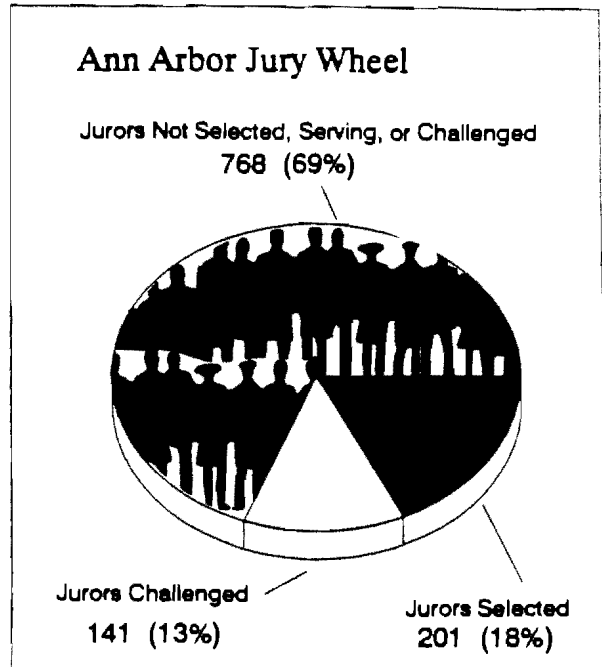 Ann Arbor Jury Wheel
Jurors Not Selected, Serving, or Challenged
768 (69%)
Jurors Challenged
141 (13%)
Jurors Selected
201 (18%)